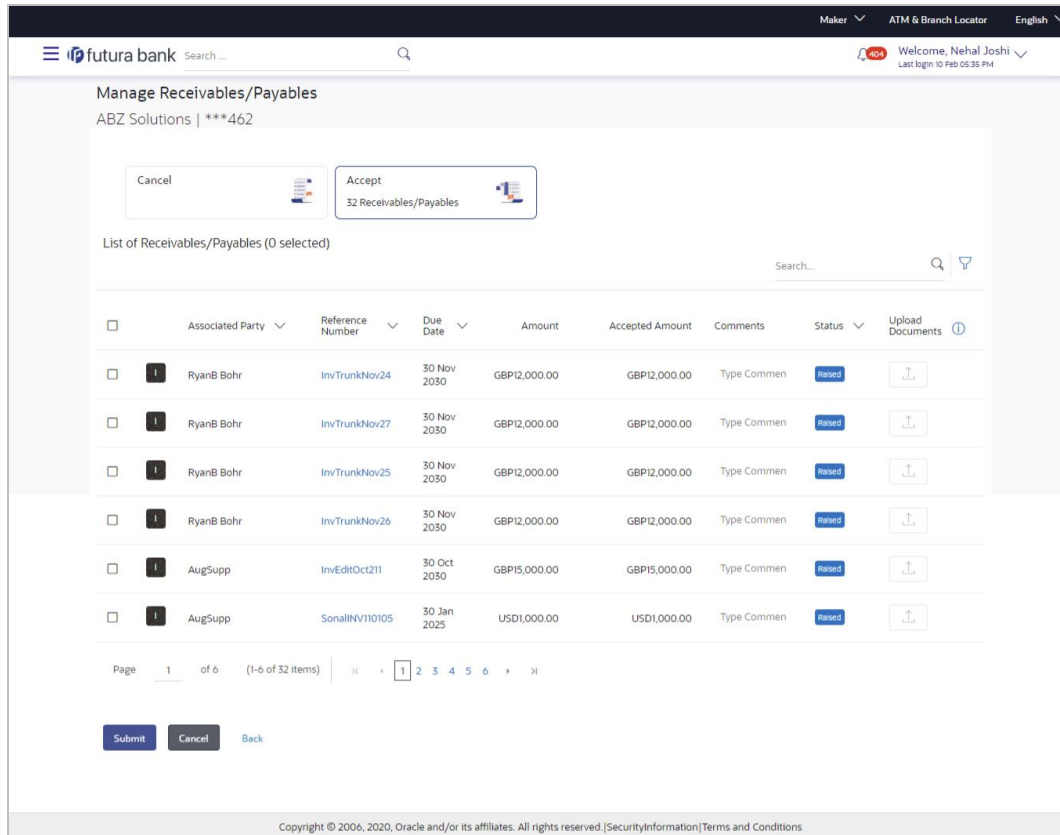 Maker ATM & Branch Locator English
futura bank Search ... 404 Welcome, Nehal Joshi
Last login 10 Feb 05:35 PM
Manage Receivables/Payables
ABZ Solutions | ***462
Cancel Accept
32 Receivables/Payables
List of Receivables/Payables (0 selected)
Search...
Associated Party Reference Number Due Date Amount Accepted Amount Comments Status Upload Documents
I RyanB Bohr InvTrunkNov24 30 Nov 2030 GBP12,000.00 GBP12,000.00 Type Commen Raised
I RyanB Bohr InvTrunkNov27 30 Nov 2030 GBP12,000.00 GBP12,000.00 Type Commen Raised
I RyanB Bohr InvTrunkNov25 30 Nov 2030 GBP12,000.00 GBP12,000.00 Type Commen Raised
I RyanB Bohr InvTrunkNov26 30 Nov 2030 GBP12,000.00 GBP12,000.00 Type Commen Raised
I AugSupp InvEditOct211 30 Oct 2030 GBP15,000.00 GBP15,000.00 Type Commen Raised
I AugSupp SonalINV110105 30 Jan 2025 USD1,000.00 USD1,000.00 Type Commen Raised
Page 1 of 6 (1-6 of 32 items) 1 2 3 4 5 6
Submit Cancel Back
Copyright © 2006, 2020, Oracle and/or its affiliates. All rights reserved.|SecurityInformation|Terms and Conditions